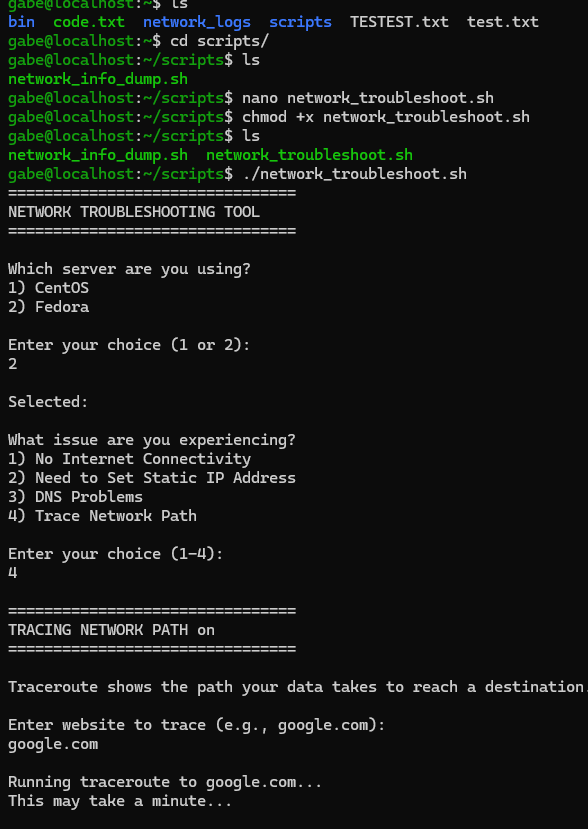 gabe@localhost:~$ ls
bin  code.txt  network_logs  scripts  TESTEST.txt  test.txt
gabe@localhost:~$ cd scripts/
gabe@localhost:~/scripts$ ls
network_info_dump.sh
gabe@localhost:~/scripts$ nano network_troubleshoot.sh
gabe@localhost:~/scripts$ chmod +x network_troubleshoot.sh
gabe@localhost:~/scripts$ ls
network_info_dump.sh  network_troubleshoot.sh
gabe@localhost:~/scripts$ ./network_troubleshoot.sh
================================
NETWORK TROUBLESHOOTING TOOL
================================
Which server are you using?
1) CentOS
2) Fedora
Enter your choice (1 or 2):
2
Selected:
What issue are you experiencing?
1) No Internet Connectivity
2) Need to Set Static IP Address
3) DNS Problems
4) Trace Network Path
Enter your choice (1-4):
4
================================
TRACING NETWORK PATH on
================================
Traceroute shows the path your data takes to reach a destination.
Enter website to trace (e.g., google.com):
google.com
Running traceroute to google.com...
This may take a minute...